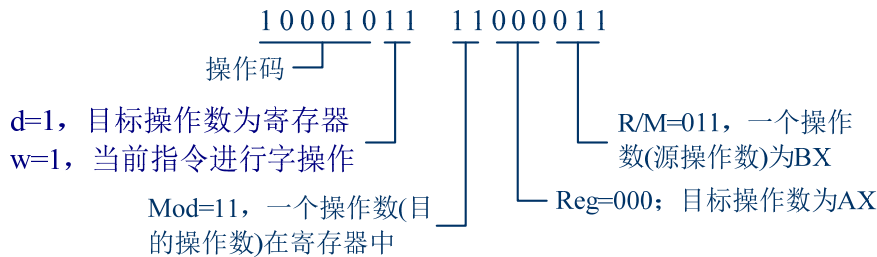 10001011 11000011
操作码
d=1，目标操作数为寄存器
w=1，当前指令进行字操作
R/M=011，一个操作
数(源操作数)为BX
Mod=11，一个操作数(目
的操作数)在寄存器中
Reg=000；目标操作数为AX